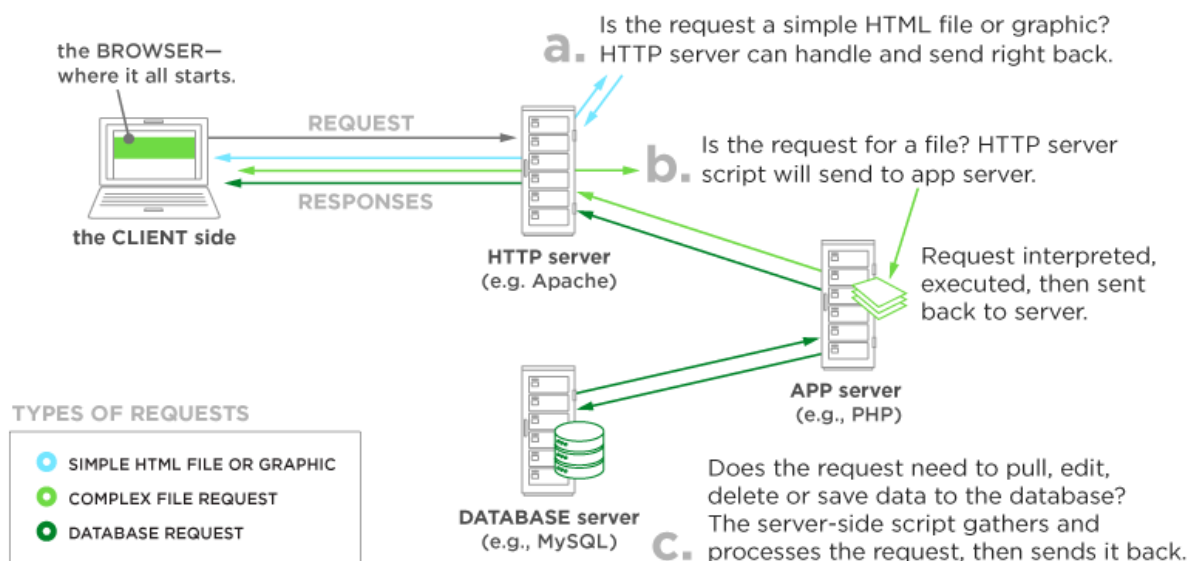 the BROWSER—
where it all starts.
REQUEST
RESPONSES
the CLIENT side
HTTP server
(e.g. Apache)
a.
Is the request a simple HTML file or graphic?
HTTP server can handle and send right back.
b.
Is the request for a file? HTTP server
script will send to app server.
Request interpreted,
executed, then sent
back to server.
APP server
(e.g., PHP)
DATABASE server
(e.g., MySQL)
c.
Does the request need to pull, edit,
delete or save data to the database?
The server-side script gathers and
processes the request, then sends it back.
TYPES OF REQUESTS
SIMPLE HTML FILE OR GRAPHIC
COMPLEX FILE REQUEST
DATABASE REQUEST